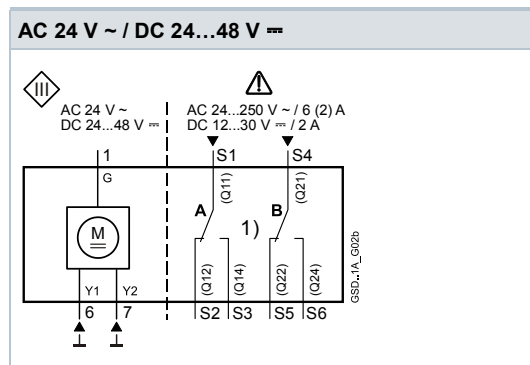 AC 24 V ~ / DC 24...48 V ⎓
III
AC 24 V ~
DC 24...48 V ⎓
AC 24...250 V ~ / 6 (2) A
DC 12...30 V ⎓ / 2 A
1
S1
S4
G
(Q11)
(Q21)
A
B
1)
M
(Q12)
(Q14)
(Q22)
(Q24)
Y1
Y2
6
7
S2
S3
S5
S6
GSD..1A_G02b